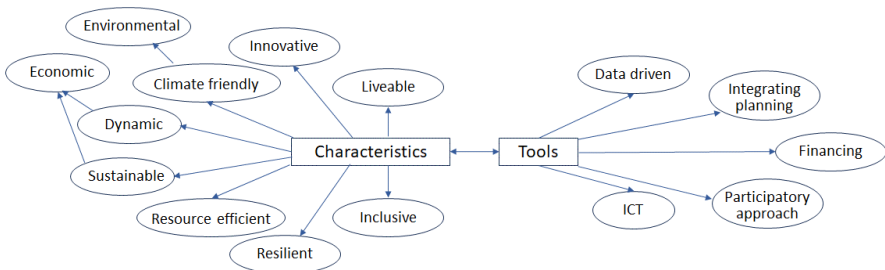 Environmental
Innovative
Economic
Climate friendly
Liveable
Dynamic
Characteristics
Sustainable
Resource efficient
Inclusive
Resilient
Data driven
Integrating
planning
Tools
Financing
ICT
Participatory
approach